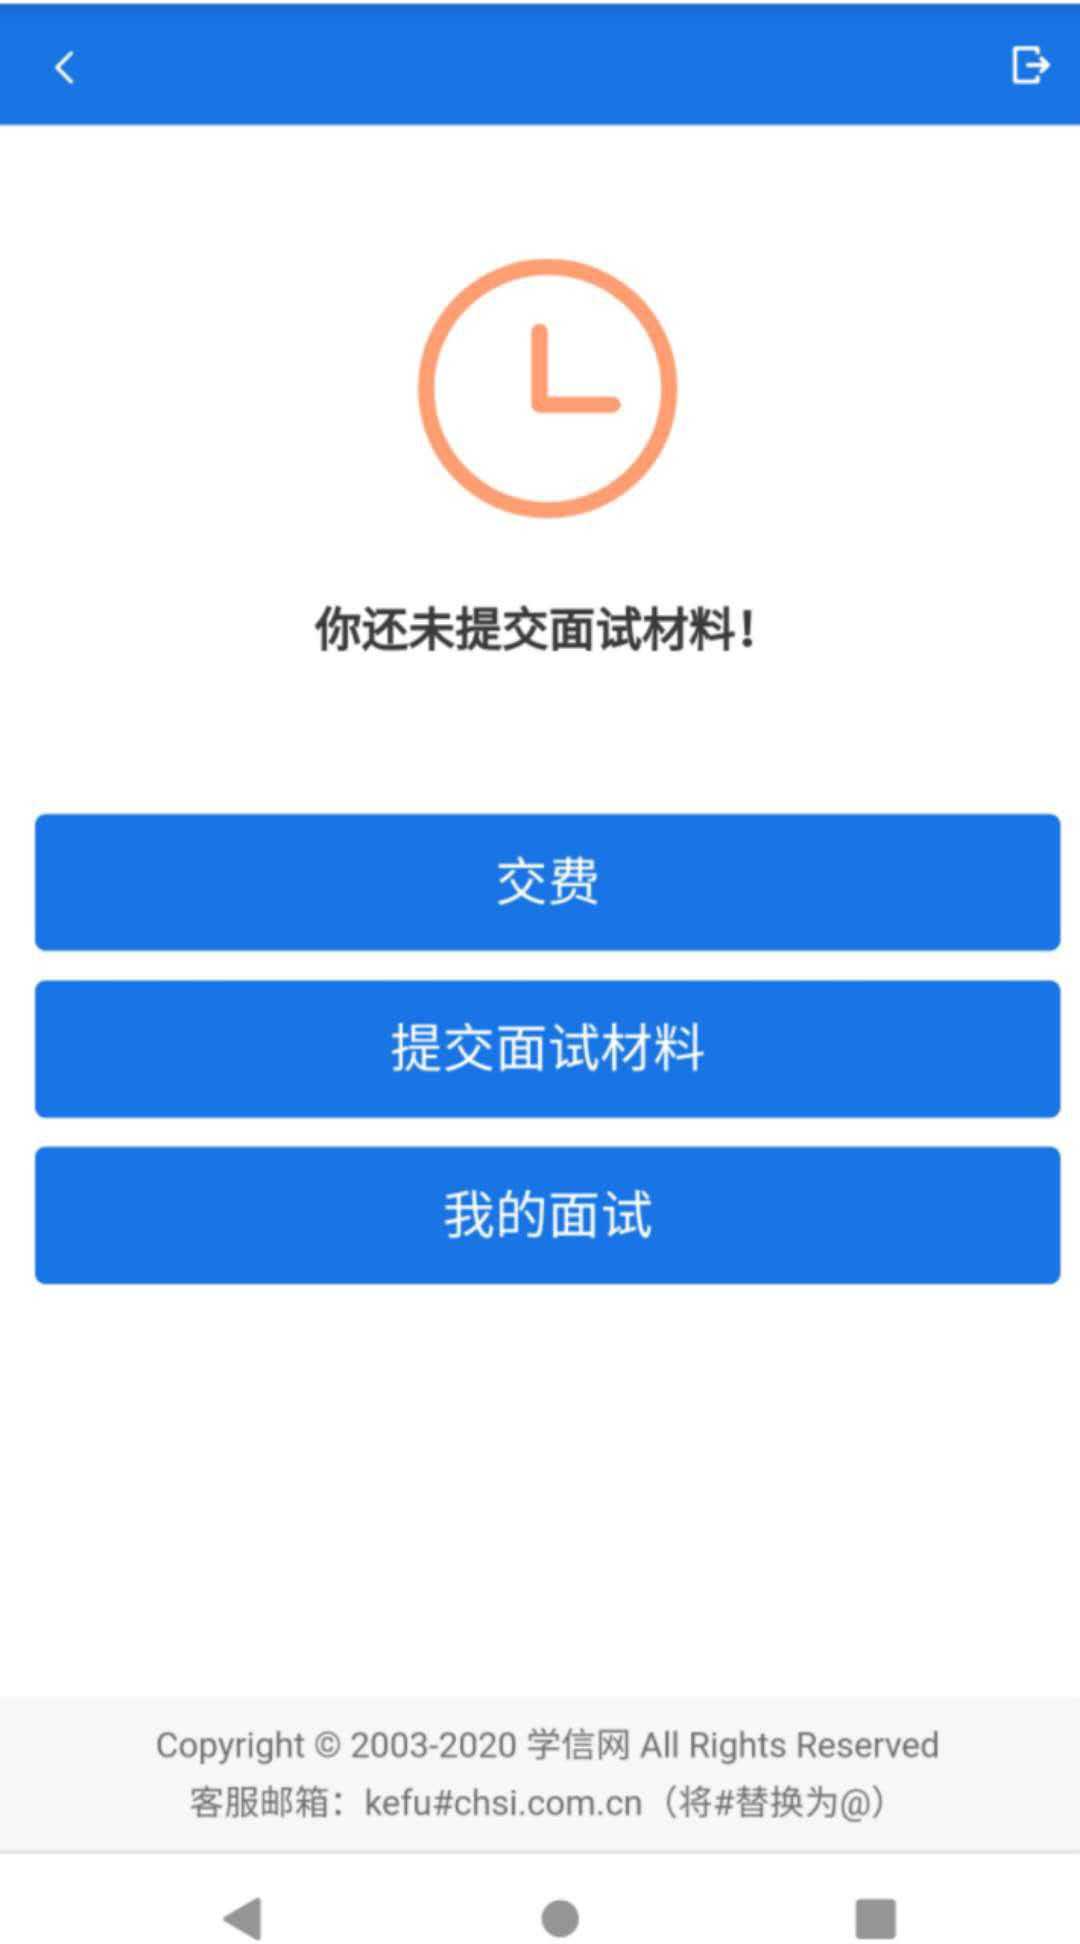 你还未提交面试材料！
交费
提交面试材料
我的面试
Copyright © 2003-2020 学信网 All Rights Reserved
客服邮箱：kefu#chsi.com.cn（将#替换为@）